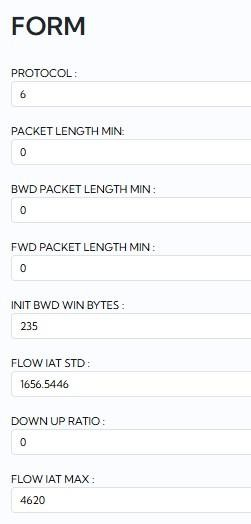 FORM
PROTOCOL :
6
PACKET LENGTH MIN:
0
BWD PACKET LENGTH MIN :
0
FWD PACKET LENGTH MIN :
0
INIT BWD WIN BYTES :
235
FLOW IAT STD :
1656.5446
DOWN UP RATIO :
0
FLOW IAT MAX :
4620